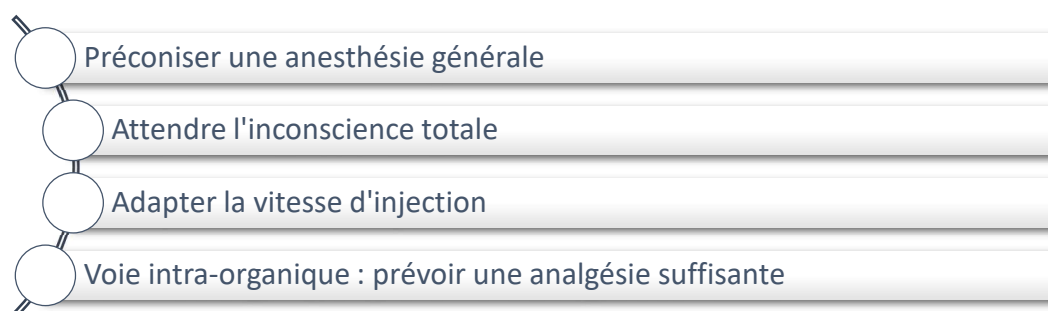 Préconiser une anesthésie générale
Attendre l'inconscience totale
Adapter la vitesse d'injection
Voie intra-organique : prévoir une analgésie suffisante